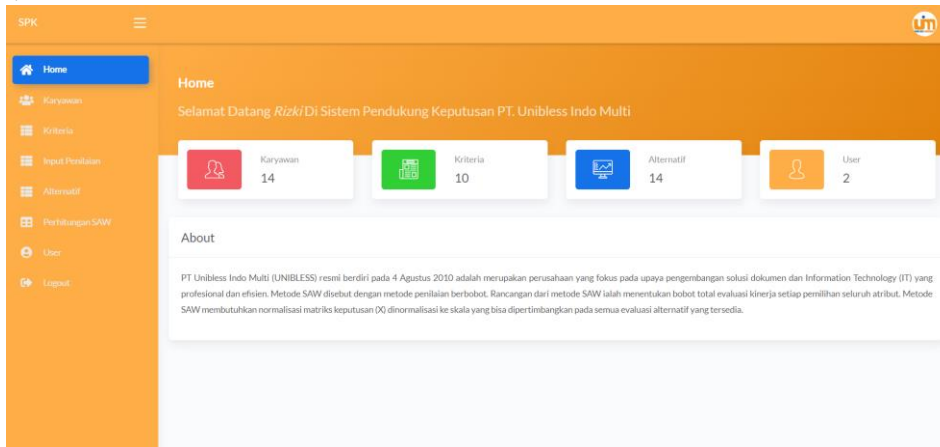 SPK
um
Home
Karyawan
Kriteria
Input Penilaian
Alternatif
Perhitungan SAW
User
Logout
Home
Selamat Datang Rizki Di Sistem Pendukung Keputusan PT. Unibless Indo Multi
Karyawan
14
Kriteria
10
Alternatif
14
User
2
About
PT Unibless Indo Multi (UNIBLESS) resmi berdiri pada 4 Agustus 2010 adalah merupakan perusahaan yang fokus pada upaya pengembangan solusi dokumen dan Information Technology (IT) yang
profesional dan efisien. Metode SAW disebut dengan metode penilaian berbobot. Rancangan dari metode SAW ialah menentukan bobot total evaluasi kinerja setiap pemilihan seluruh atribut. Metode
SAW membutuhkan normalisasi matriks keputusan (X) dinormalisasi ke skala yang bisa dipertimbangkan pada semua evaluasi alternatif yang tersedia.